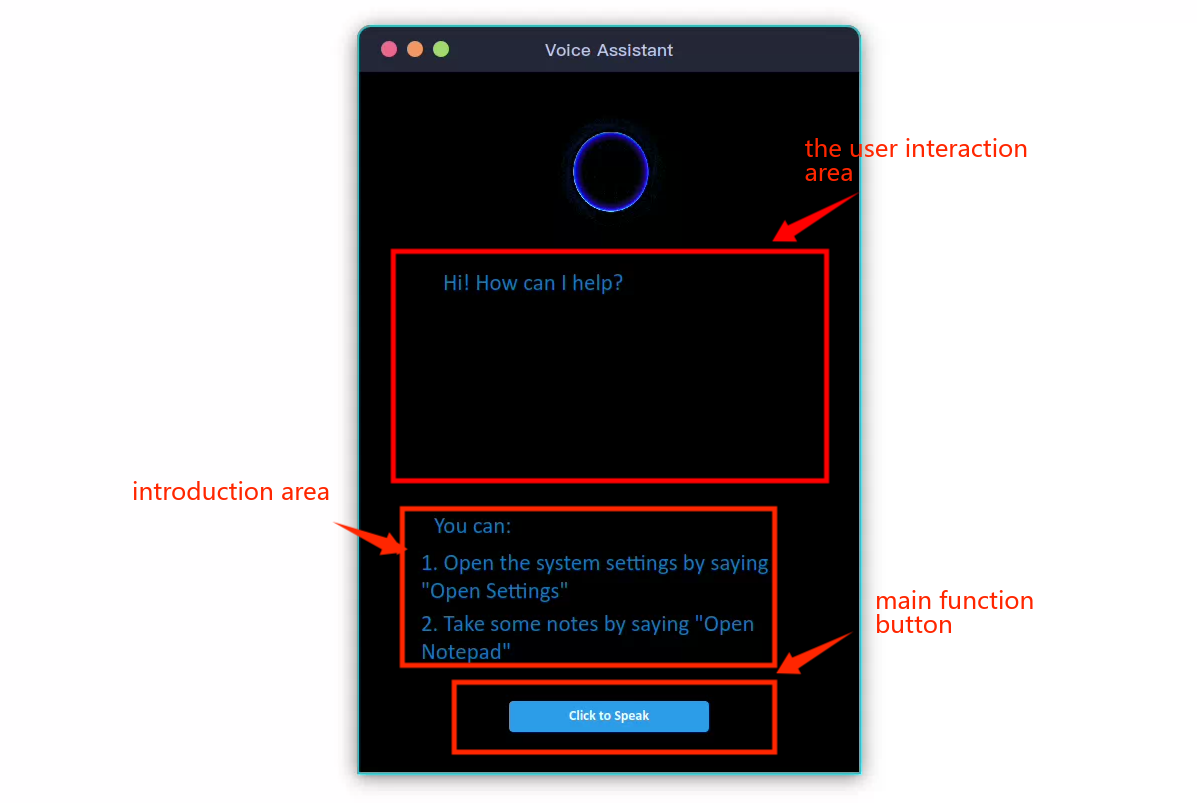 Voice Assistant
the user interaction
area
Hi! How can I help?
introduction area
You can:
1. Open the system settings by saying
"Open Settings"
2. Take some notes by saying "Open
Notepad"
main function
button
Click to Speak